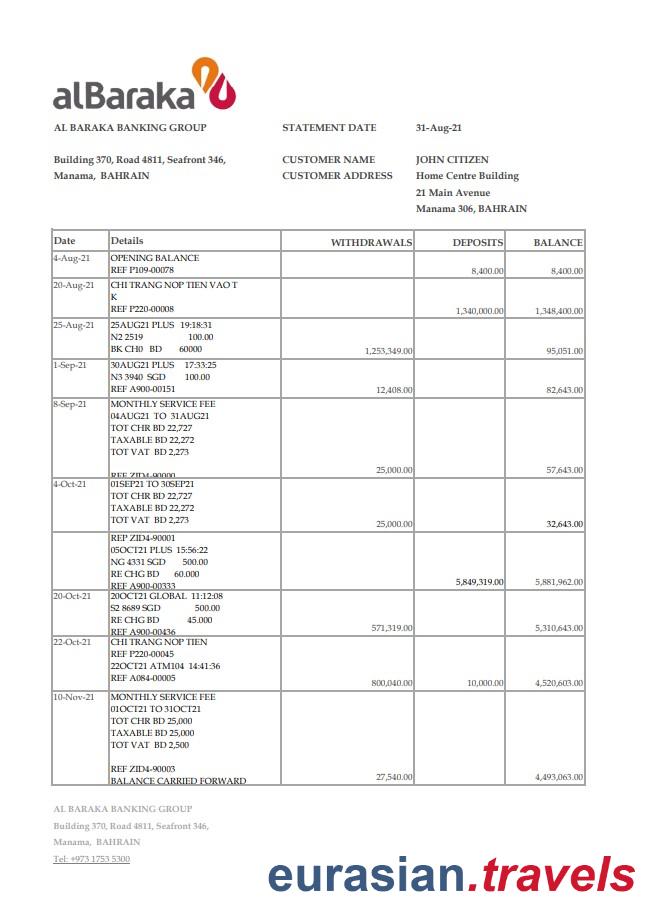 alBaraka
AL BARAKA BANKING GROUP STATEMENT DATE 31-Aug-21
Building 370, Road 4811, Seafront 346, CUSTOMER NAME JOHN CITIZEN
Manama, BAHRAIN CUSTOMER ADDRESS Home Centre Building
21 Main Avenue
Manama 306, BAHRAIN
Date Details WITHDRAWALS DEPOSITS BALANCE
4-Aug-21 OPENING BALANCE
REF P109-00078 8,400.00 8,400.00
20-Aug-21 CHI TRANG NOP TIEN VAO T
K
REF P220-00008 1,340,000.00 1,348,400.00
25-Aug-21 25AUG21 PLUS 19:18:31
N2 2519 100.00
BK CH0 BD 60000 1,253,349.00 95,051.00
1-Sep-21 30AUG21 PLUS 17:33:25
N3 3940 SGD 100.00
REF A900-00151 12,408.00 82,643.00
8-Sep-21 MONTHLY SERVICE FEE
04AUG21 TO 31AUG21
TOT CHR BD 22,727
TAXABLE BD 22,272
TOT VAT BD 2,273
REF ZID4-90000 25,000.00 57,643.00
4-Oct-21 01SEP21 TO 30SEP21
TOT CHR BD 22,727
TAXABLE BD 22,272
TOT VAT BD 2,273 25,000.00 32,643.00
REP ZID4-90001
05OCT21 PLUS 15:56:22
NG 4331 SGD 500.00
RE CHG BD 60.000
REF A900-00333 5,849,319.00 5,881,962.00
20-Oct-21 20OCT21 GLOBAL 11:12:08
S2 8689 SGD 500.00
RE CHG BD 45.000
REF A900-00436 571,319.00 5,310,643.00
22-Oct-21 CHI TRANG NOP TIEN
REF P220-00045
22OCT21 ATM104 14:41:36
REF A084-00005 800,040.00 10,000.00 4,520,603.00
10-Nov-21 MONTHLY SERVICE FEE
01OCT21 TO 31OCT21
TOT CHR BD 25,000
TAXABLE BD 25,000
TOT VAT BD 2,500
REF ZID4-90003
BALANCE CARRIED FORWARD 27,540.00 4,493,063.00
AL BARAKA BANKING GROUP
Building 370, Road 4811, Seafront 346,
Manama, BAHRAIN
Tel: +973 1753 5300
eurasian.travels